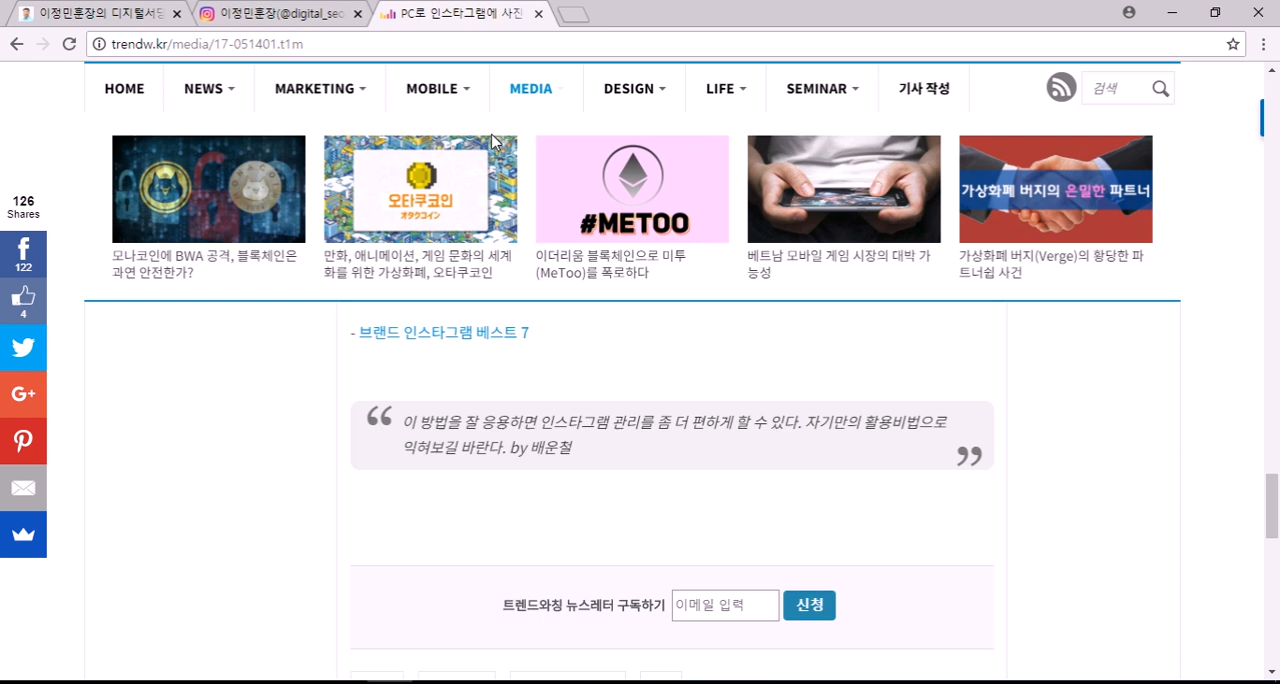 이정민훈장의 디지털서당
이정민훈장(@digital_seo
PC로 인스타그램에 사진
trendw.kr/media/17-051401.t1m
HOME
NEWS
MARKETING
MOBILE
MEDIA
DESIGN
LIFE
SEMINAR
기사 작성
검색
오타쿠코인
オタクコイン
#METOO
가상화폐 버지의 은밀한 파트너
모나코인에 BWA 공격, 블록체인은
과연 안전한가?
만화, 애니메이션, 게임 문화의 세계
화를 위한 가상화폐, 오타쿠코인
이더리움 블록체인으로 미투
(MeToo)를 폭로하다
베트남 모바일 게임 시장의 대박 가
능성
가상화폐 버지(Verge)의 황당한 파
트너쉽 사건
126
Shares
f
122
4
G+
- 브랜드 인스타그램 베스트 7
“ 이 방법을 잘 응용하면 인스타그램 관리를 좀 더 편하게 할 수 있다. 자기만의 활용비법으로
익혀보길 바란다. by 배운철 ”
트렌드와칭 뉴스레터 구독하기
이메일 입력
신청